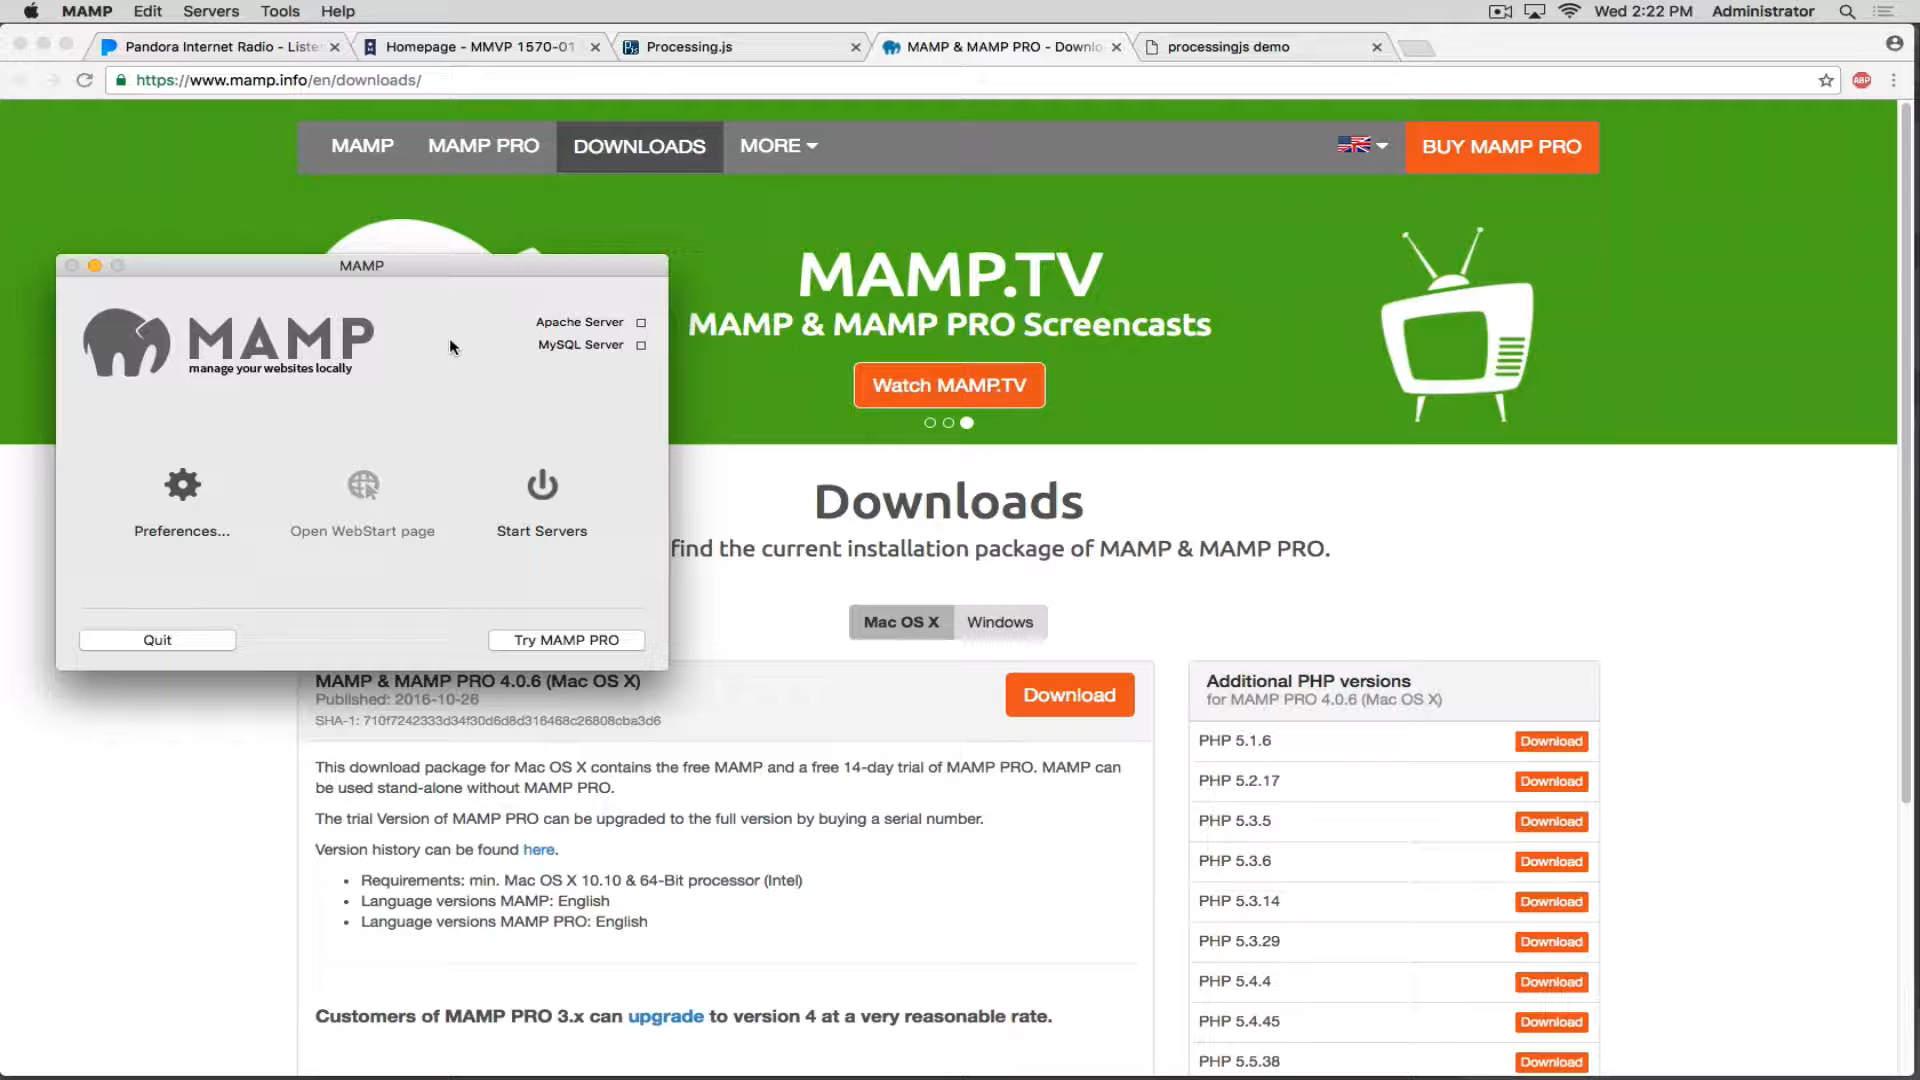 MAMP Edit Servers Tools Help Wed 2:22 PM Administrator
Pandora Internet Radio - Liste Homepage - MMVP 1570-01 Processing.js MAMP & MAMP PRO - Downlo processingjs demo
https://www.mamp.info/en/downloads/ ABP
MAMP MAMP PRO DOWNLOADS MORE BUY MAMP PRO
MAMP.TV
MAMP & MAMP PRO Screencasts
Watch MAMP.TV
MAMP
MAMP
manage your websites locally
Apache Server
MySQL Server
Preferences... Open WebStart page Start Servers
Quit Try MAMP PRO
Downloads
find the current installation package of MAMP & MAMP PRO.
Mac OS X Windows
MAMP & MAMP PRO 4.0.6 (Mac OS X)
Published: 2016-10-26
SHA-1: 710f7242333d34f30d6d8d316468c26808cba3d6
Download
This download package for Mac OS X contains the free MAMP and a free 14-day trial of MAMP PRO. MAMP can
be used stand-alone without MAMP PRO.
The trial Version of MAMP PRO can be upgraded to the full version by buying a serial number.
Version history can be found here.
• Requirements: min. Mac OS X 10.10 & 64-Bit processor (Intel)
• Language versions MAMP: English
• Language versions MAMP PRO: English
Customers of MAMP PRO 3.x can upgrade to version 4 at a very reasonable rate.
Additional PHP versions
for MAMP PRO 4.0.6 (Mac OS X)
PHP 5.1.6 Download
PHP 5.2.17 Download
PHP 5.3.5 Download
PHP 5.3.6 Download
PHP 5.3.14 Download
PHP 5.3.29 Download
PHP 5.4.4 Download
PHP 5.4.45 Download
PHP 5.5.38 Download